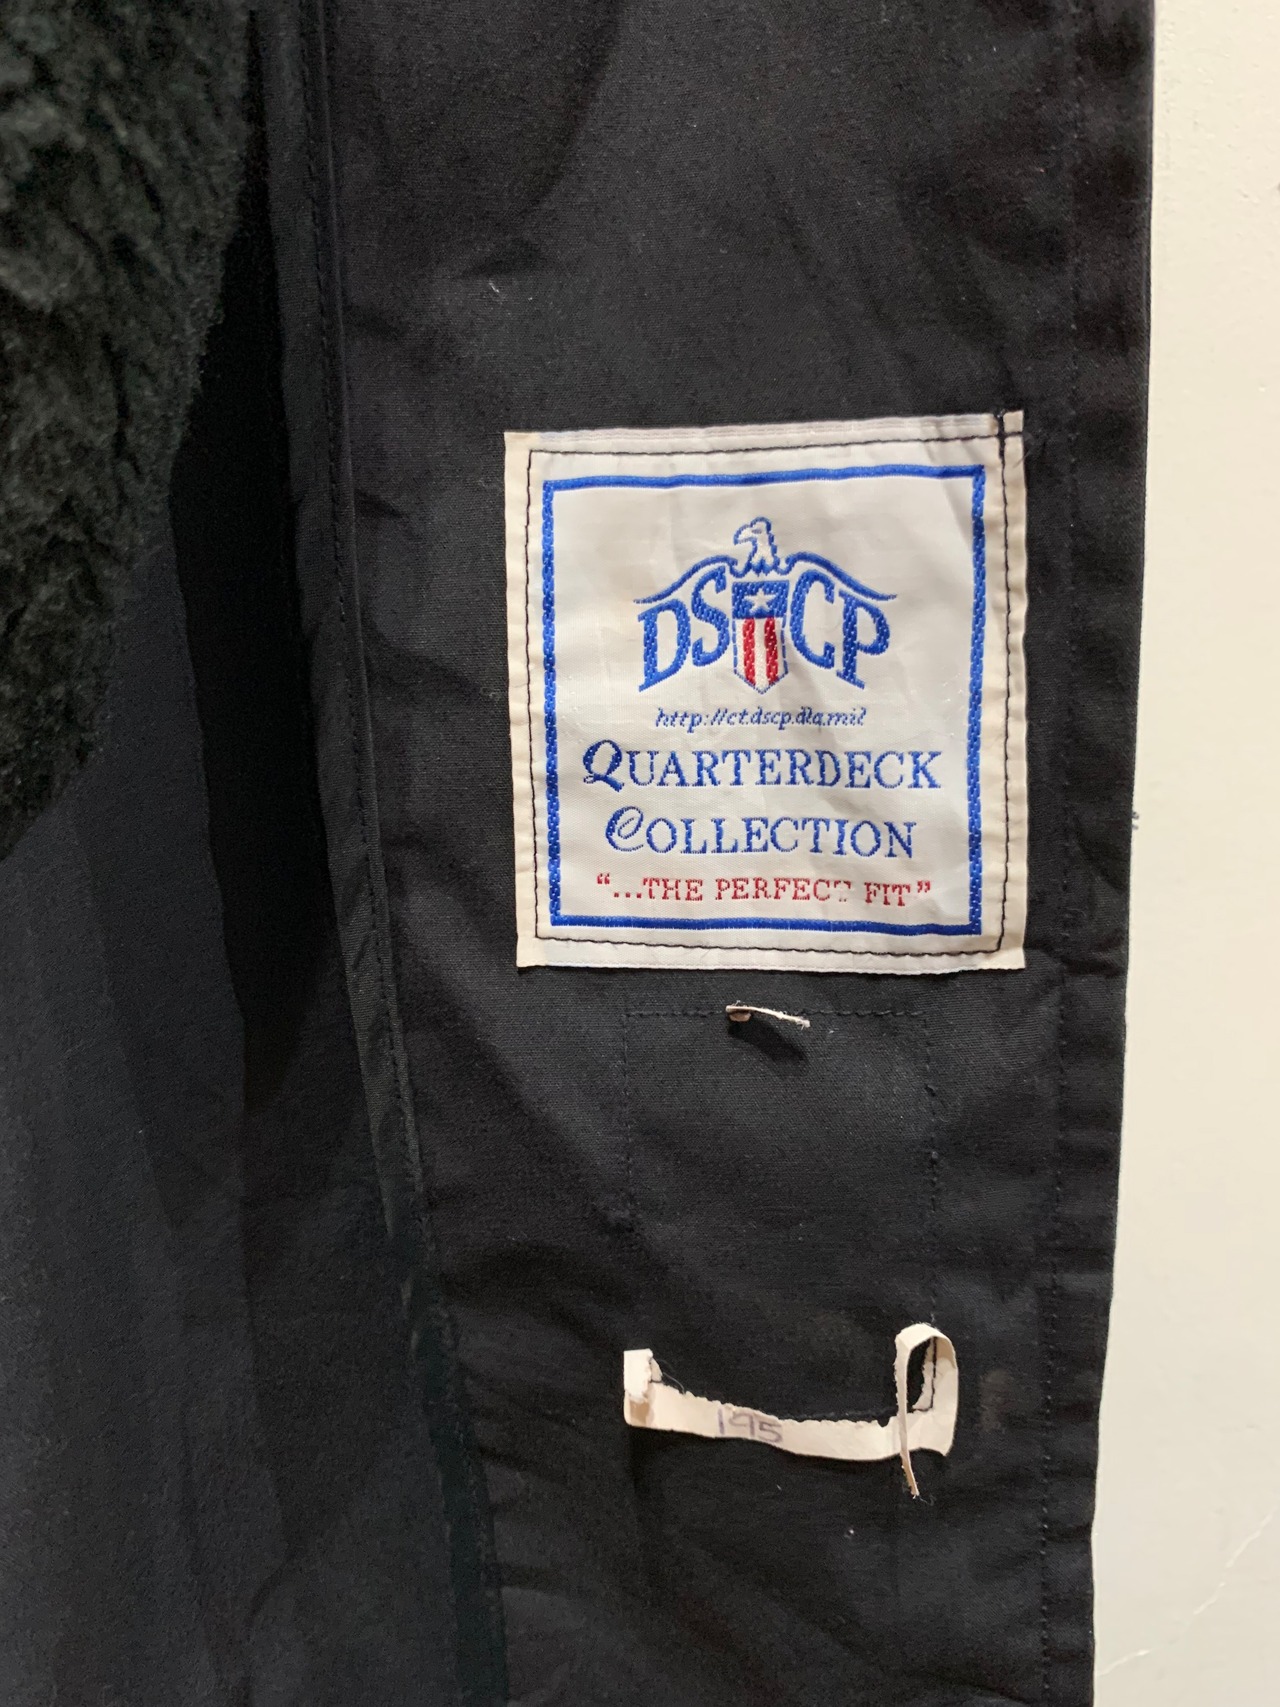 DSCP
http://ct.dscp.dla.mil
QUARTERDECK
COLLECTION
"...THE PERFECT FIT"
195